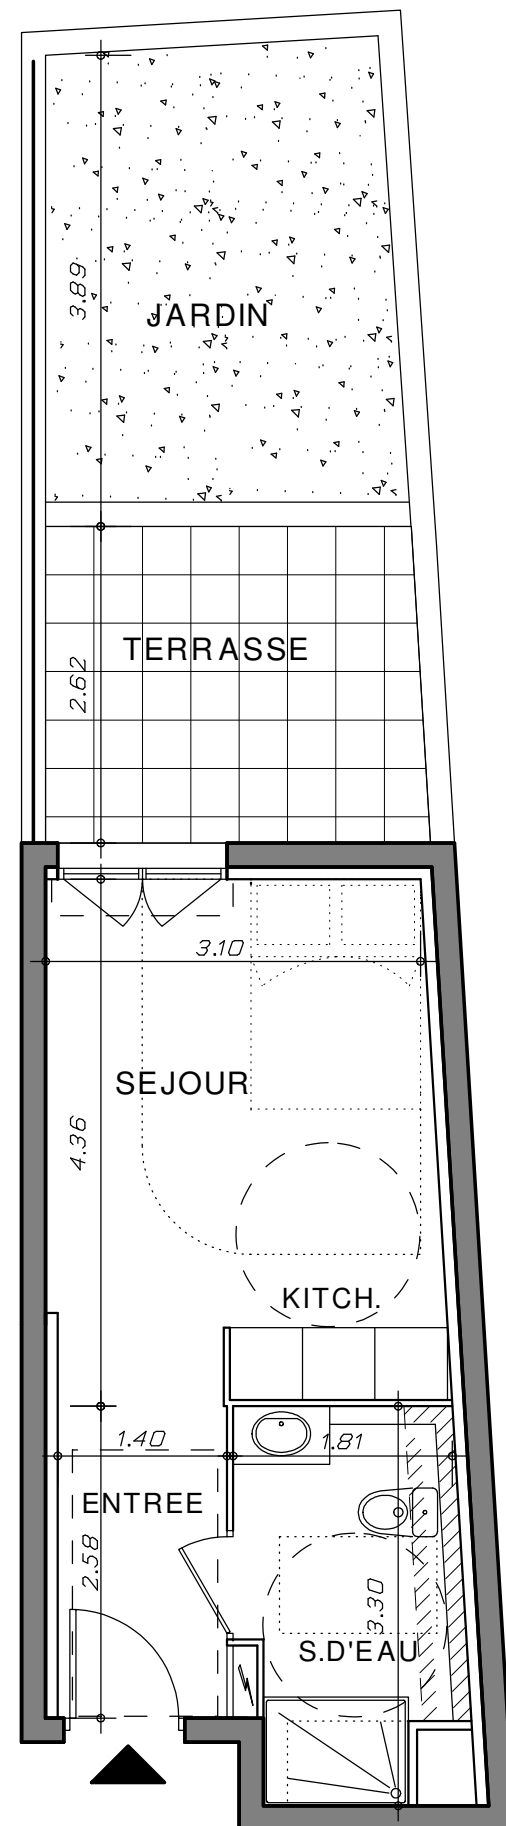 3.89
JARDIN
TERRASSE
2.62
3.10
SEJOUR
4.36
KITCH.
1.40
1.81
ENTREE
2.58
3.30
S.D'EAU